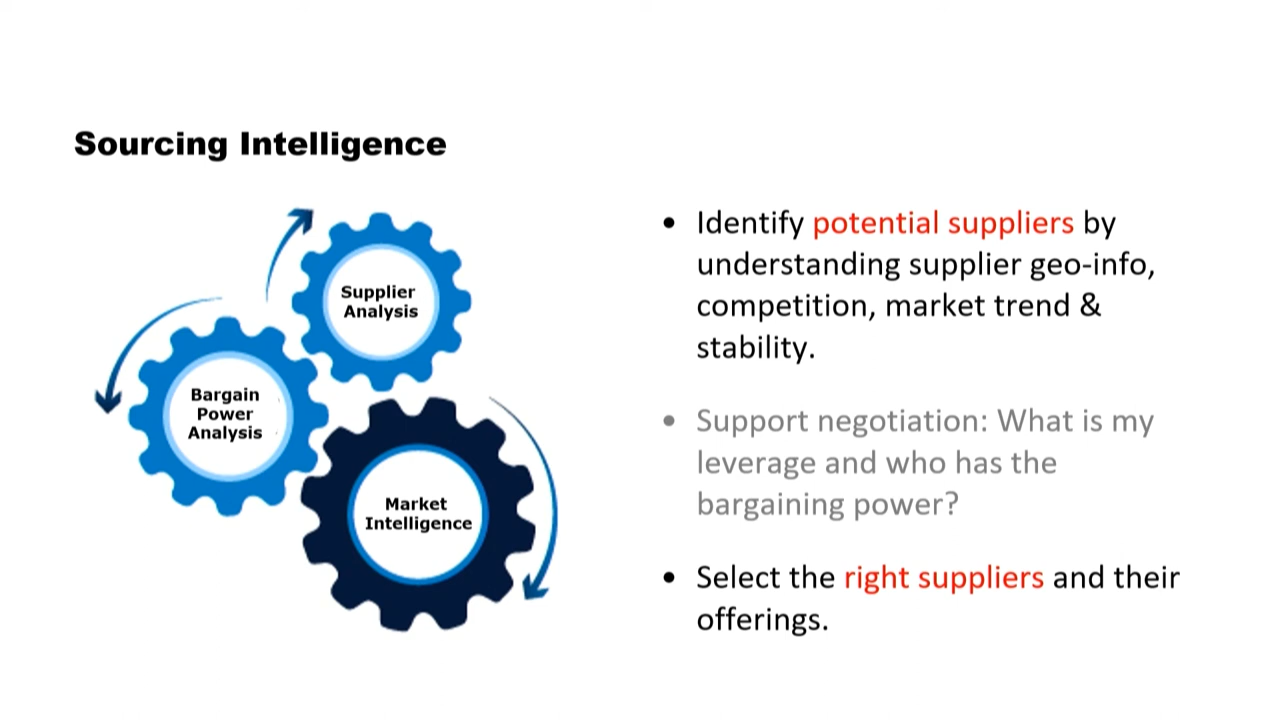 Sourcing Intelligence
Supplier
Analysis
Bargain
Power
Analysis
Market
Intelligence
• Identify potential suppliers by
understanding supplier geo-info,
competition, market trend &
stability.
• Support negotiation: What is my
leverage and who has the
bargaining power?
• Select the right suppliers and their
offerings.